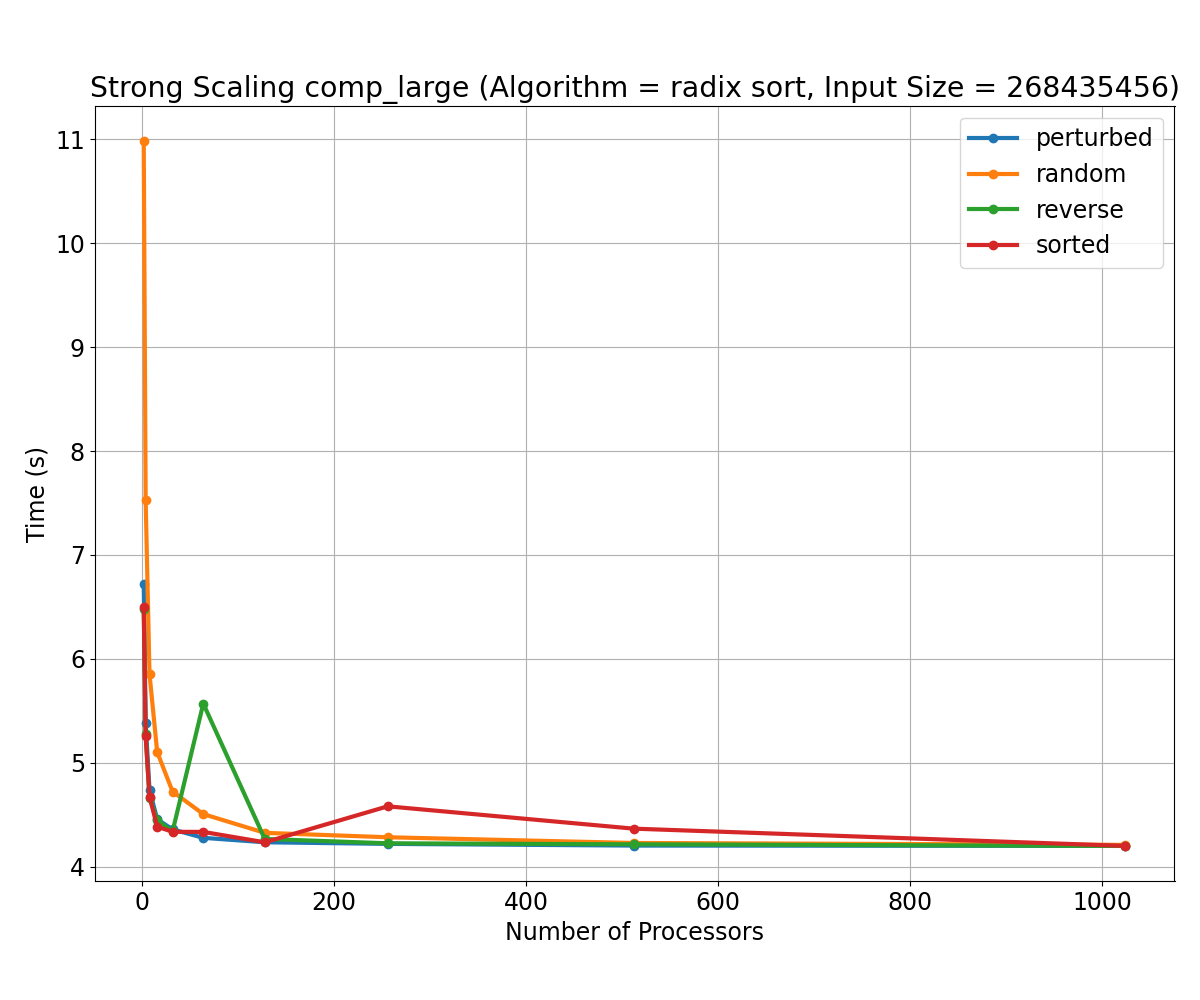 Strong Scaling comp_large (Algorithm = radix sort, Input Size = 268435456)
perturbed
random
reverse
sorted
11
10
9
8
7
6
5
4
Time (s)
0 200 400 600 800 1000
Number of Processors